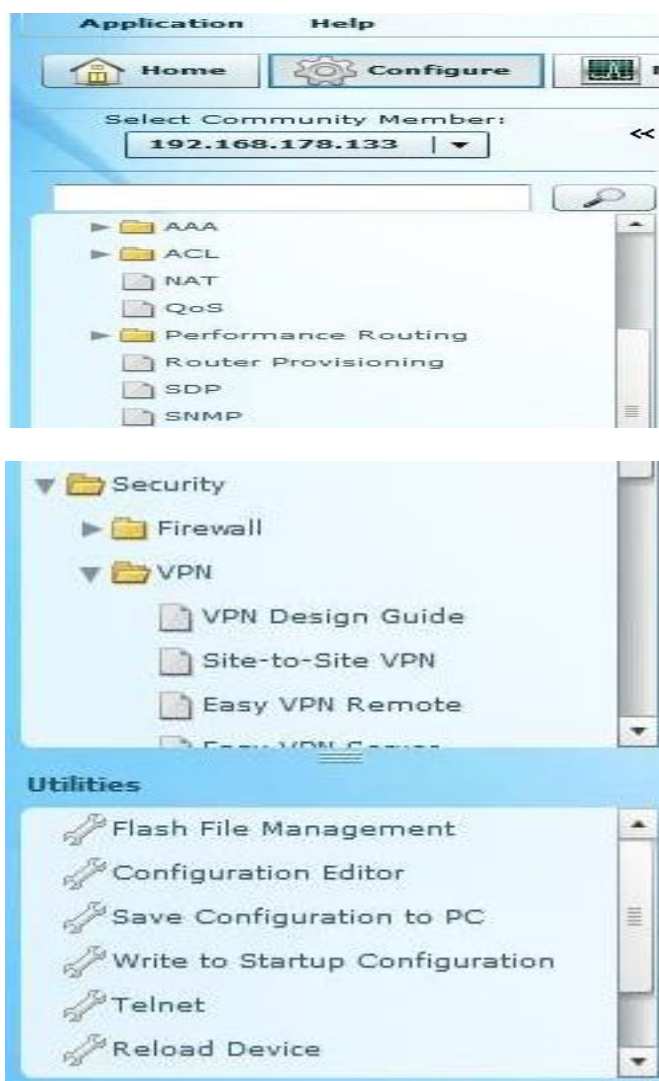 Application Help
Home Configure
Select Community Member:
192.168.178.133
<<
AAA
ACL
NAT
QoS
Performance Routing
Router Provisioning
SDP
SNMP
Security
Firewall
VPN
VPN Design Guide
Site-to-Site VPN
Easy VPN Remote
Utilities
Flash File Management
Configuration Editor
Save Configuration to PC
Write to Startup Configuration
Telnet
Reload Device